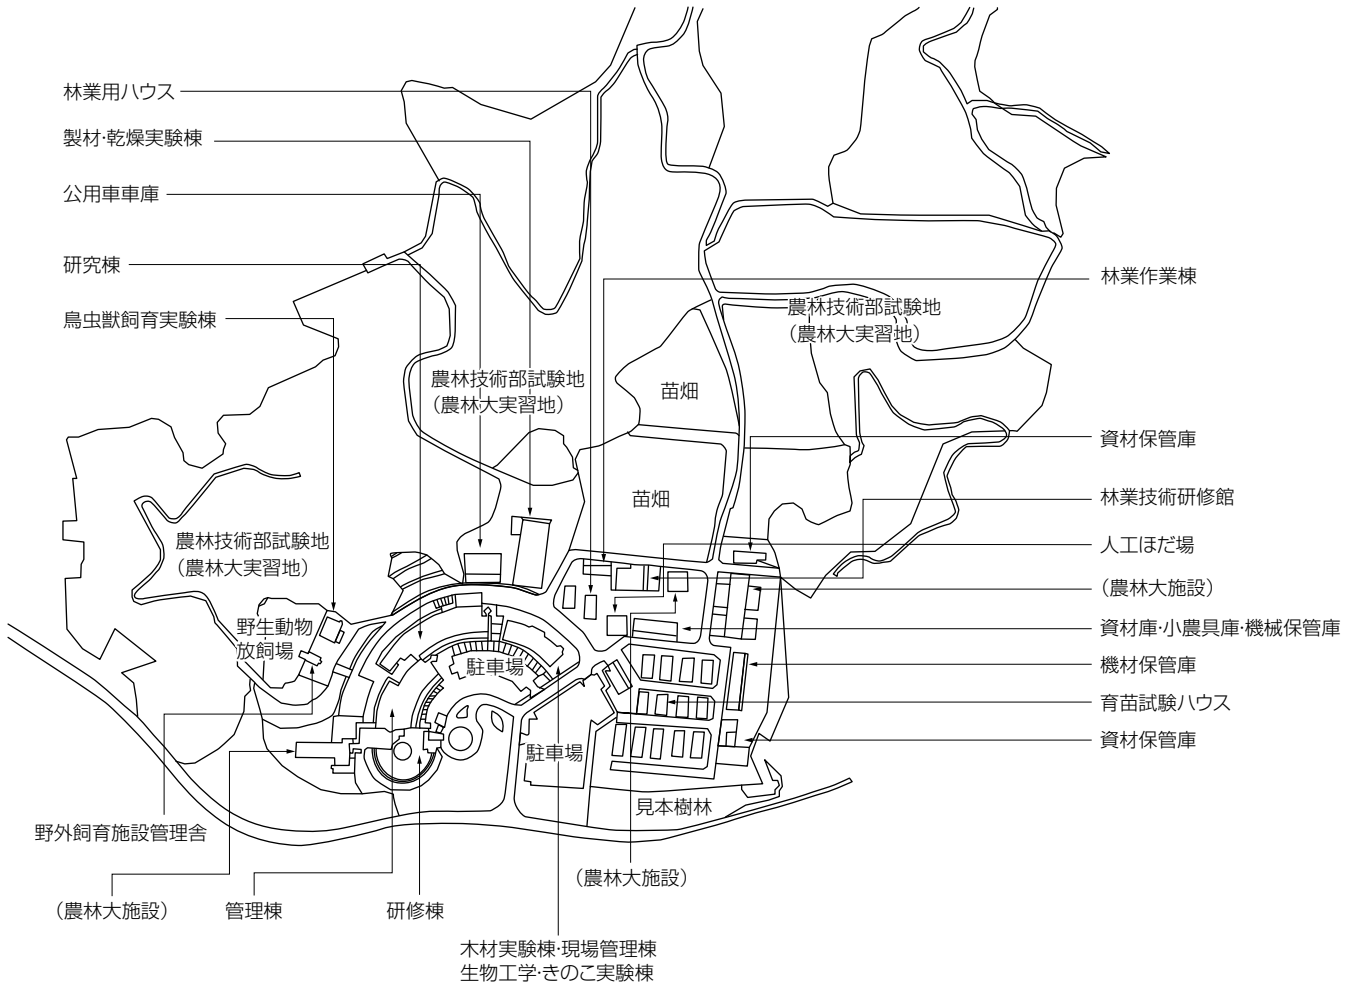 林業用ハウス
製材・乾燥実験棟
公用車車庫
研究棟
鳥虫獣飼育実験棟
林業作業棟
農林技術部試験地
（農林大実習地）
農林技術部試験地
（農林大実習地）
苗畑
資材保管庫
苗畑
林業技術研修館
農林技術部試験地
（農林大実習地）
人工ほだ場
（農林大施設）
野生動物
放飼場
資材庫・小農具庫・機械保管庫
駐車場
機材保管庫
育苗試験ハウス
駐車場
資材保管庫
見本樹林
野外飼育施設管理舎
（農林大施設）
（農林大施設）
管理棟
研修棟
木材実験棟・現場管理棟
生物工学・きのこ実験棟